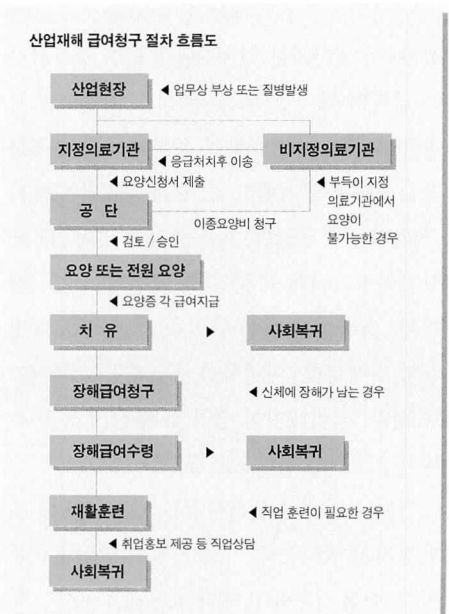 산업재해 급여청구 절차 흐름도
산업현장 ◀ 업무상 부상 또는 질병발생
지정의료기관 ◀ 응급처치후 이송 비지정의료기관
◀ 요양신청서 제출
◀ 부득이 지정
의료기관에서
요양이
불가능한 경우
공 단
이종요양비 청구
◀ 검토 / 승인
요양 또는 전원 요양
◀ 요양증 각 급여지급
치 유 ▶ 사회복귀
장해급여청구 ◀ 신체에 장해가 남는 경우
장해급여수령 ▶ 사회복귀
재활훈련 ◀ 직업 훈련이 필요한 경우
◀ 취업홍보 제공 등 직업상담
사회복귀